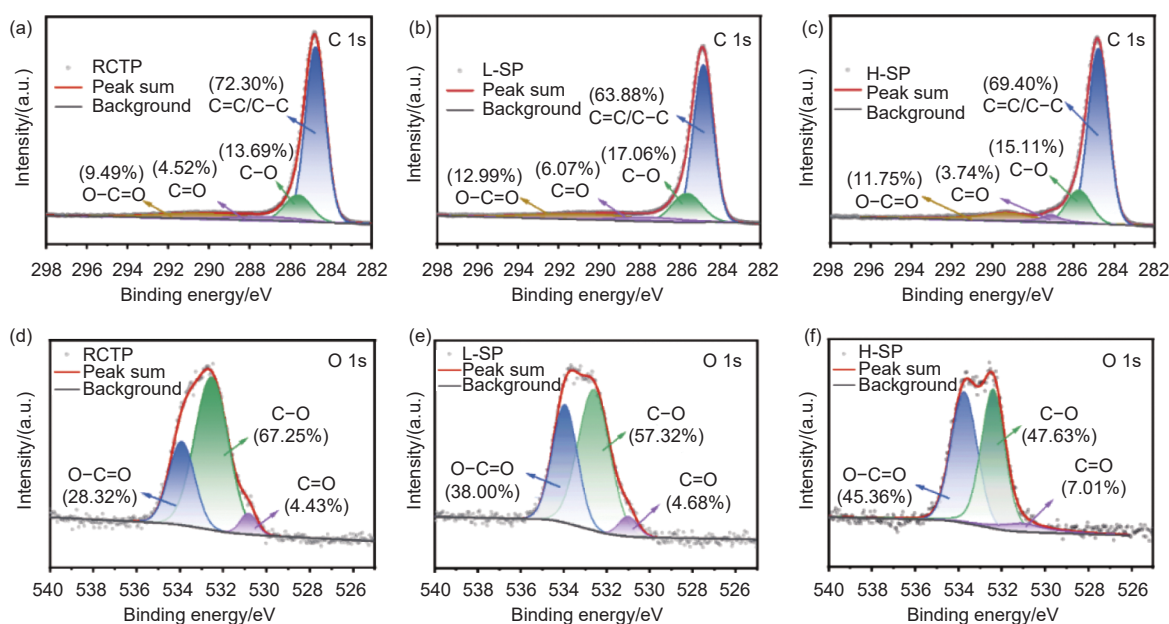 (a)
C 1s
RCTP
Peak sum
Background
(72.30%)
C=C/C−C
(13.69%)
C−O
(4.52%)
C=O
(9.49%)
O−C=O
Intensity/(a.u.)
298 296 294 292 290 288 286 284 282
Binding energy/eV
(b)
C 1s
L-SP
Peak sum
Background
(63.88%)
C=C/C−C
(17.06%)
C−O
(6.07%)
C=O
(12.99%)
O−C=O
Intensity/(a.u.)
298 296 294 292 290 288 286 284 282
Binding energy/eV
(c)
C 1s
H-SP
Peak sum
Background
(69.40%)
C=C/C−C
(15.11%)
C−O
(3.74%)
C=O
(11.75%)
O−C=O
Intensity/(a.u.)
298 296 294 292 290 288 286 284 282
Binding energy/eV
(d)
O 1s
RCTP
Peak sum
Background
C−O
(67.25%)
O−C=O
(28.32%)
C=O
(4.43%)
Intensity/(a.u.)
540 538 536 534 532 530 528 526
Binding energy/eV
(e)
O 1s
L-SP
Peak sum
Background
C−O
(57.32%)
O−C=O
(38.00%)
C=O
(4.68%)
Intensity/(a.u.)
540 538 536 534 532 530 528 526
Binding energy/eV
(f)
O 1s
H-SP
Peak sum
Background
C−O
(47.63%)
O−C=O
(45.36%)
C=O
(7.01%)
Intensity/(a.u.)
540 538 536 534 532 530 528 526
Binding energy/eV